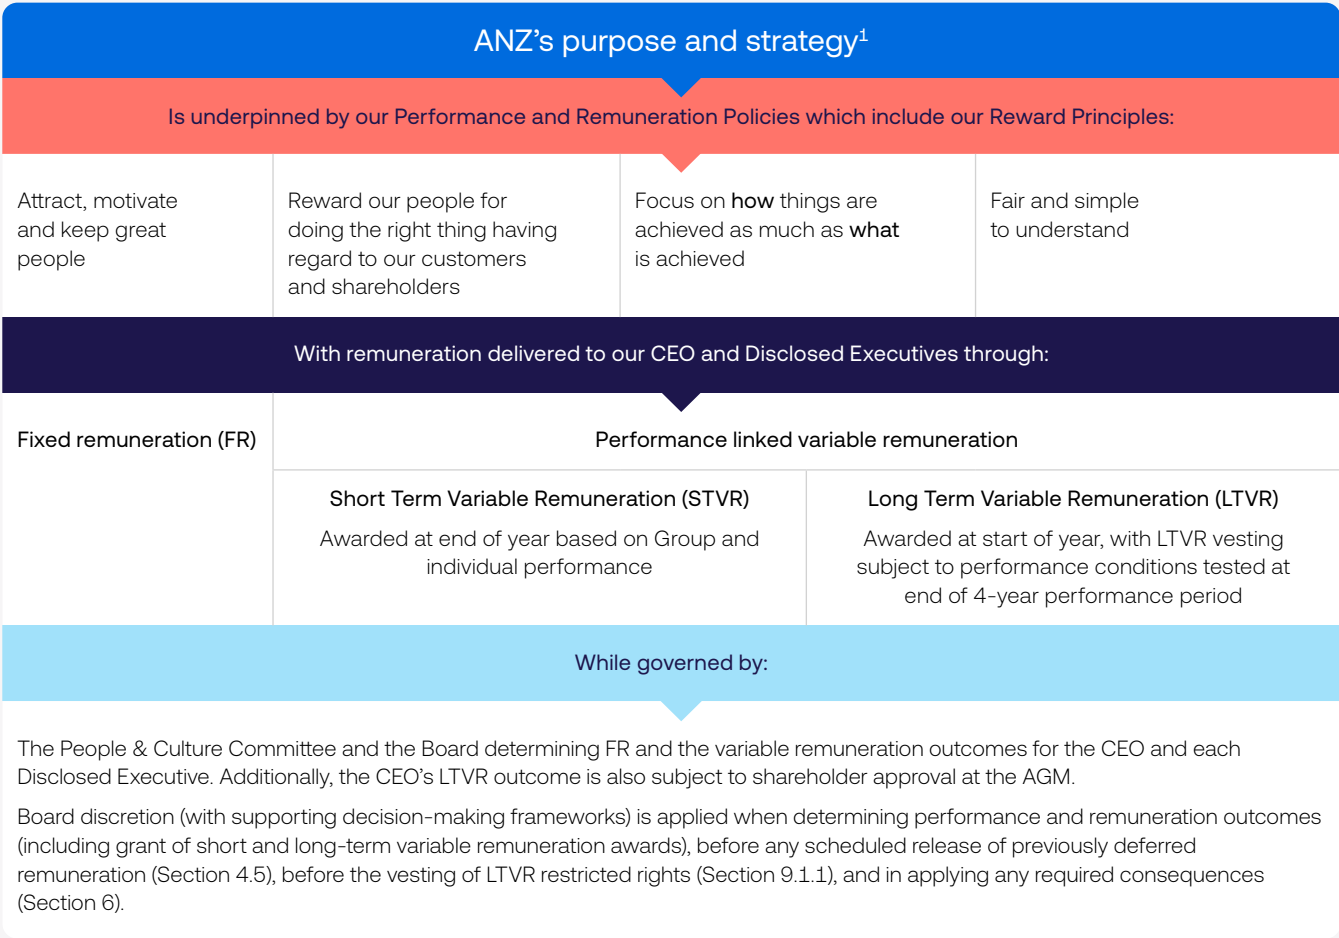 ANZ’s purpose and strategy¹
Is underpinned by our Performance and Remuneration Policies which include our Reward Principles:
Attract, motivate
and keep great
people
Reward our people for
doing the right thing having
regard to our customers
and shareholders
Focus on how things are
achieved as much as what
is achieved
Fair and simple
to understand
With remuneration delivered to our CEO and Disclosed Executives through:
Fixed remuneration (FR)
Performance linked variable remuneration
Short Term Variable Remuneration (STVR)
Awarded at end of year based on Group and
individual performance
Long Term Variable Remuneration (LTVR)
Awarded at start of year, with LTVR vesting
subject to performance conditions tested at
end of 4-year performance period
While governed by:
The People & Culture Committee and the Board determining FR and the variable remuneration outcomes for the CEO and each
Disclosed Executive. Additionally, the CEO’s LTVR outcome is also subject to shareholder approval at the AGM.
Board discretion (with supporting decision-making frameworks) is applied when determining performance and remuneration outcomes
(including grant of short and long-term variable remuneration awards), before any scheduled release of previously deferred
remuneration (Section 4.5), before the vesting of LTVR restricted rights (Section 9.1.1), and in applying any required consequences
(Section 6).